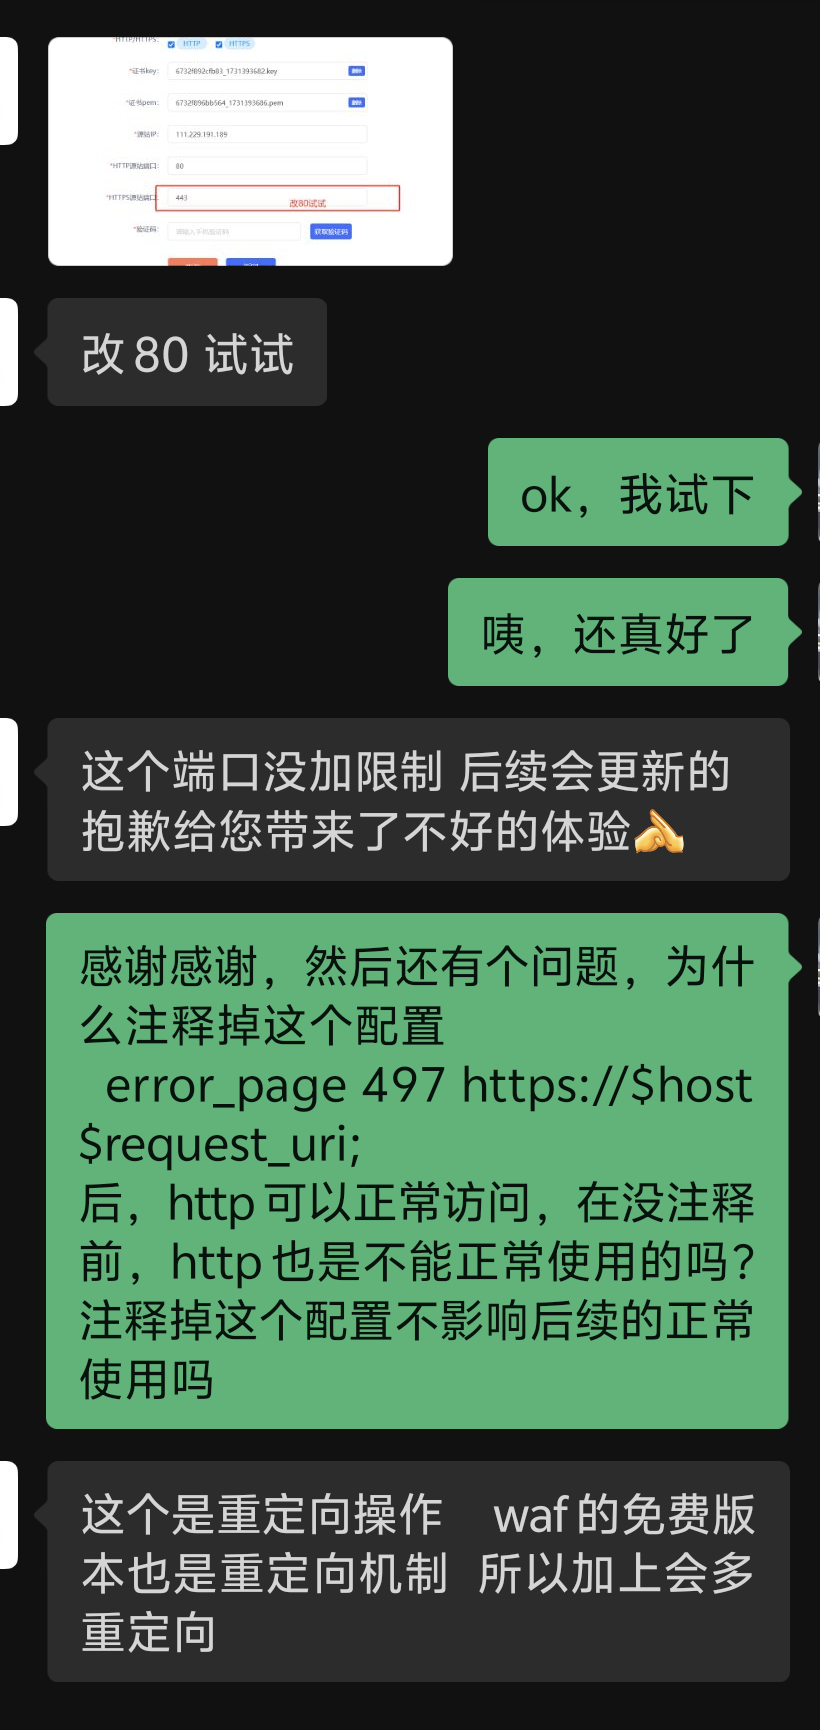 *HTTP/HTTPS:
HTTP
HTTPS
*证书key:
6732f892cfb83_1731393682.key
删除
*证书pem:
6732f896bb564_1731393686.pem
删除
*源站IP:
111.229.191.189
*HTTP源站端口:
80
*HTTPS源站端口:
443
改80试试
*验证码:
请输入手机验证码
获取验证码
改 80 试试
ok，我试下
咦，还真好了
这个端口没加限制 后续会更新的
抱歉给您带来了不好的体验
感谢感谢，然后还有个问题，为什
么注释掉这个配置
error_page 497 https://$host
$request_uri;
后，http 可以正常访问，在没注释
前，http 也是不能正常使用的吗？
注释掉这个配置不影响后续的正常
使用吗
这个是重定向操作 waf 的免费版
本也是重定向机制 所以加上会多
重定向